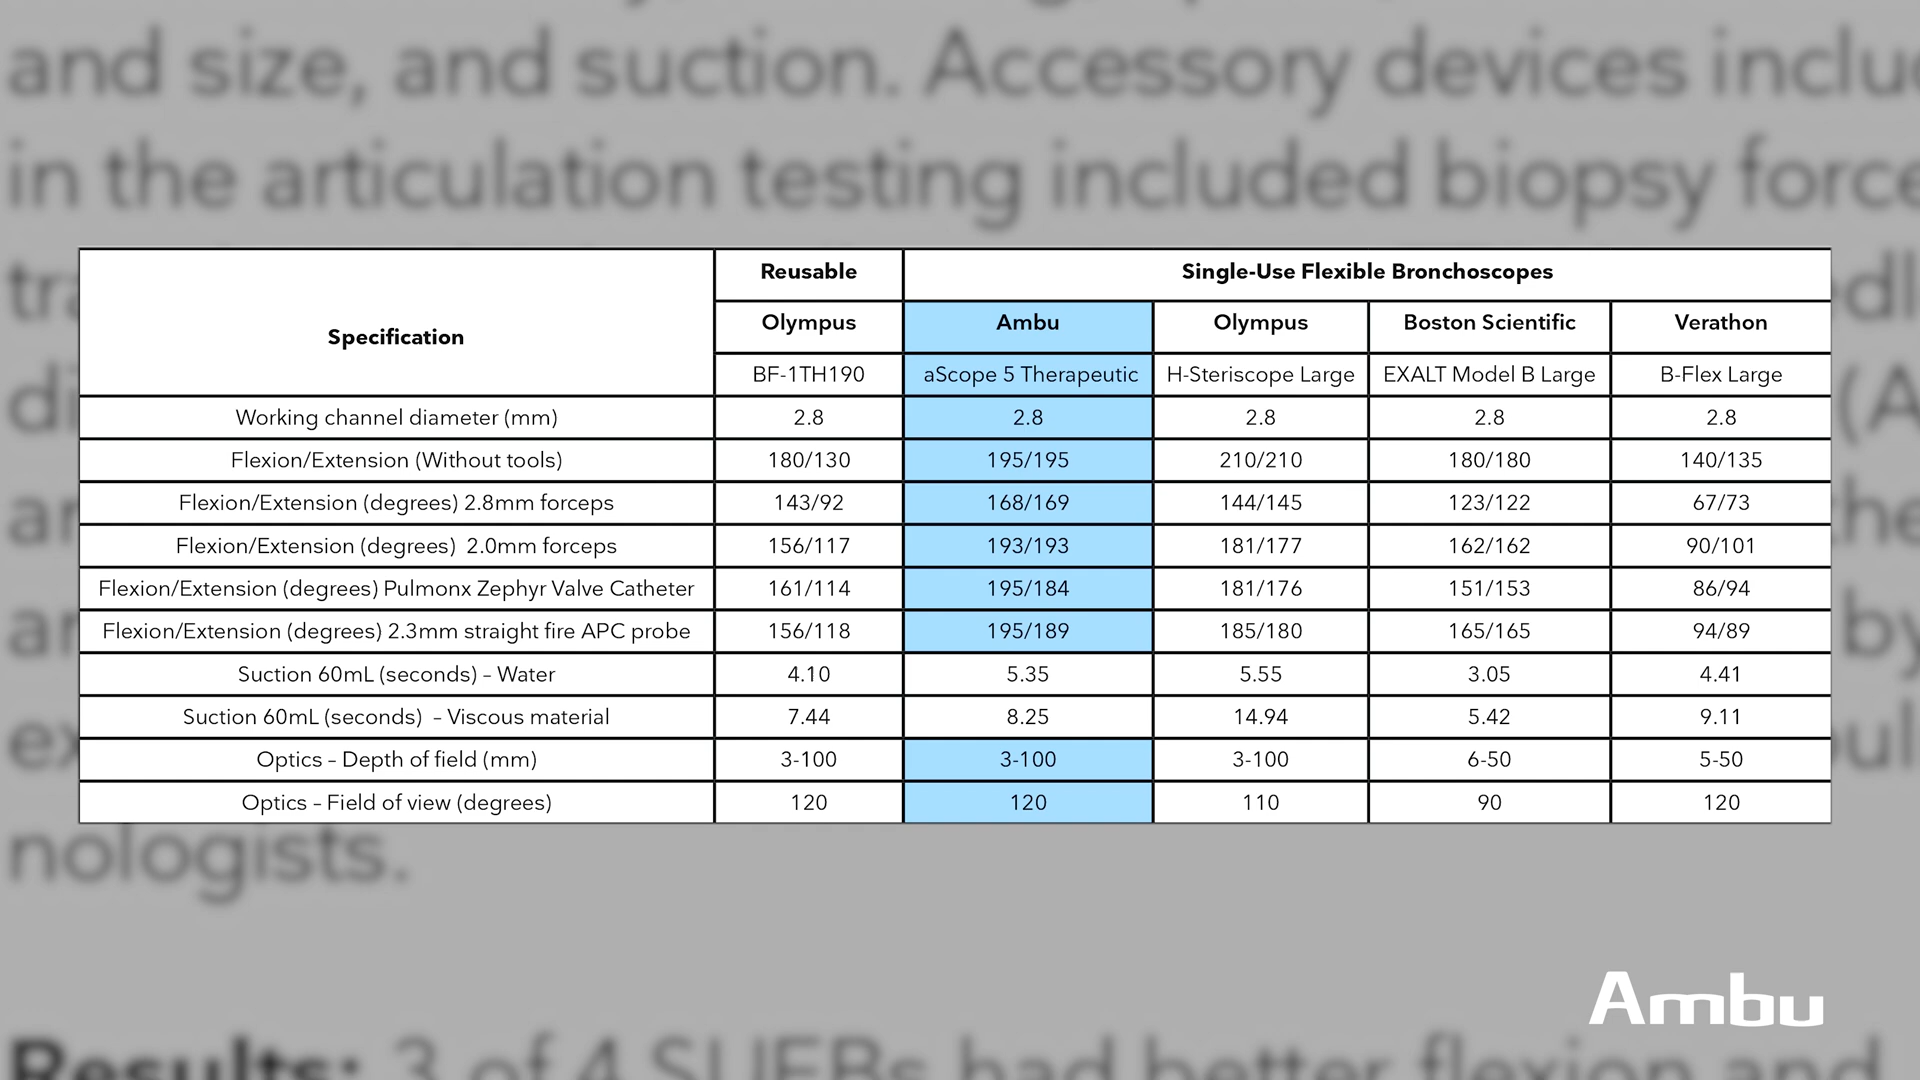 and size, and suction. Accessory devices
in the articulation testing included biopsy
Specification Reusable Single-Use Flexible Bronchoscopes
Olympus Ambu Olympus Boston Scientific Verathon
BF-1TH190 aScope 5 Therapeutic H-Steriscope Large EXALT Model B Large B-Flex Large
Working channel diameter (mm) 2.8 2.8 2.8 2.8 2.8
Flexion/Extension (Without tools) 180/130 195/195 210/210 180/180 140/135
Flexion/Extension (degrees) 2.8mm forceps 143/92 168/169 144/145 123/122 67/73
Flexion/Extension (degrees) 2.0mm forceps 156/117 193/193 181/177 162/162 90/101
Flexion/Extension (degrees) Pulmonx Zephyr Valve Catheter 161/114 195/184 181/176 151/153 86/94
Flexion/Extension (degrees) 2.3mm straight fire APC probe 156/118 195/189 185/180 165/165 94/89
Suction 60mL (seconds) – Water 4.10 5.35 5.55 3.05 4.41
Suction 60mL (seconds) – Viscous material 7.44 8.25 14.94 5.42 9.11
Optics – Depth of field (mm) 3-100 3-100 3-100 6-50 5-50
Optics – Field of view (degrees) 120 120 110 90 120
nologists.
Ambu
Results: 3 of 4 SUFBs had better flexion and